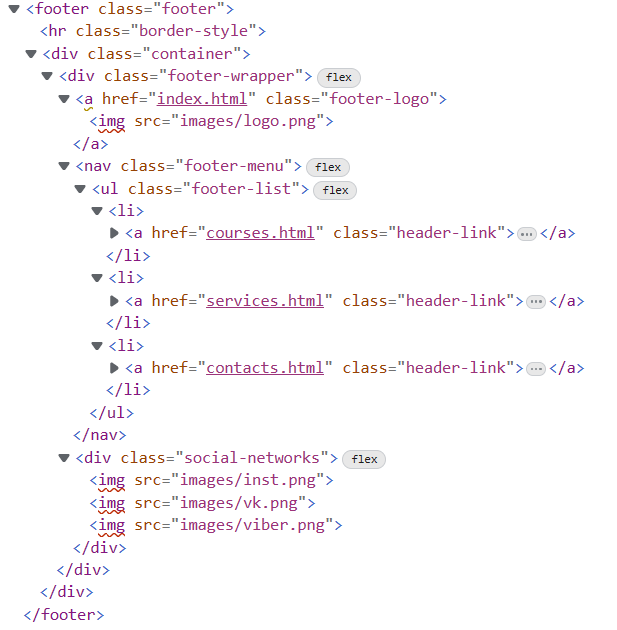 <footer class="footer">
<hr class="border-style">
<div class="container">
<div class="footer-wrapper"> flex
<a href="index.html" class="footer-logo">
<img src="images/logo.png">
</a>
<nav class="footer-menu"> flex
<ul class="footer-list"> flex
<li>
<a href="courses.html" class="header-link">…</a>
</li>
<li>
<a href="services.html" class="header-link">…</a>
</li>
<li>
<a href="contacts.html" class="header-link">…</a>
</li>
</ul>
</nav>
<div class="social-networks"> flex
<img src="images/inst.png">
<img src="images/vk.png">
<img src="images/viber.png">
</div>
</div>
</div>
</footer>